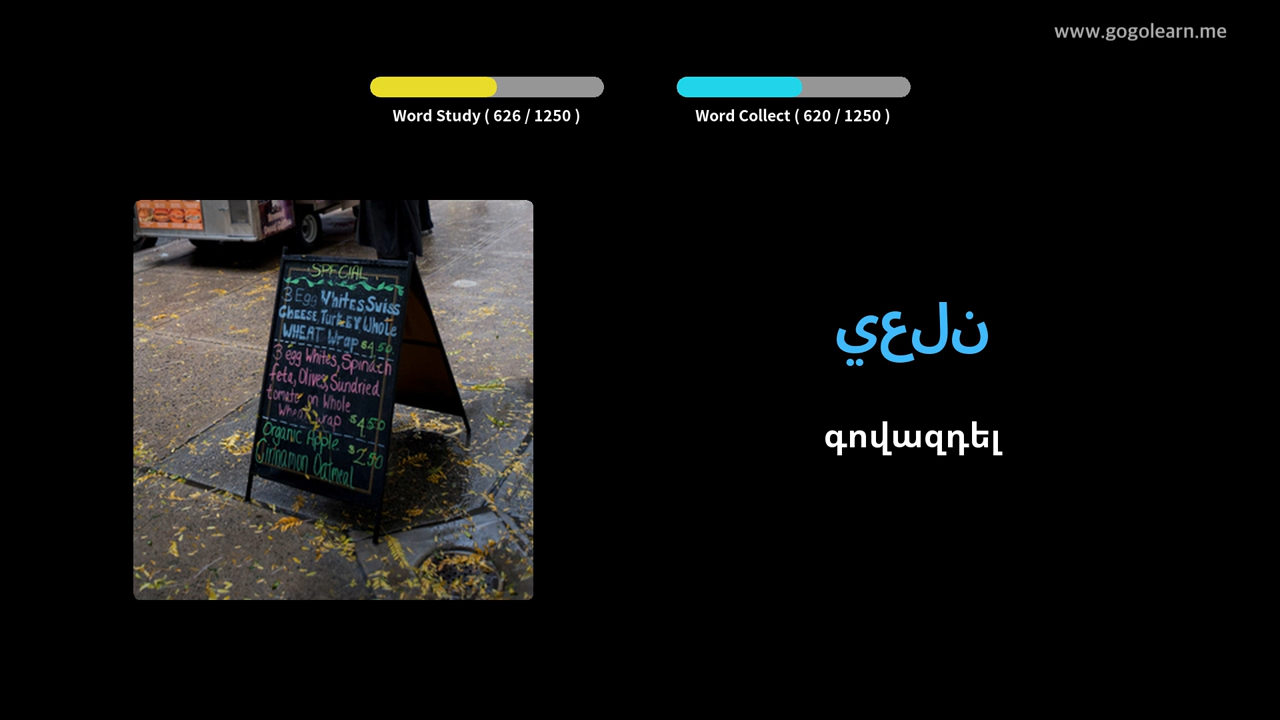 www.gogolearn.me
Word Study ( 626 / 1250 )
Word Collect ( 620 / 1250 )
SPECIAL
3 Egg Whites, Swiss
Cheese, Turkey Whole
WHEAT Wrap $4.50
3 egg Whites, Spinach
feta, Olives, Sundried
tomato on Whole
Wheat Wrap $4.50
Organic Apple $2.50
Cinnamon Oatmeal
يعلن
գովազդել